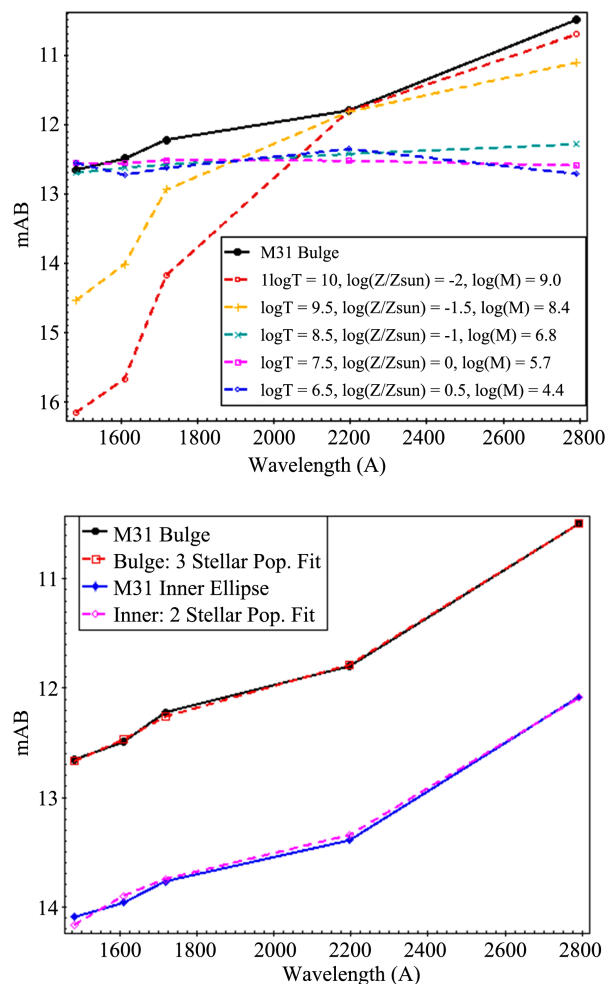 11
12
13
14
15
16
mAB
M31 Bulge
1logT = 10, log(Z/Zsun) = -2, log(M) = 9.0
logT = 9.5, log(Z/Zsun) = -1.5, log(M) = 8.4
logT = 8.5, log(Z/Zsun) = -1, log(M) = 6.8
logT = 7.5, log(Z/Zsun) = 0, log(M) = 5.7
logT = 6.5, log(Z/Zsun) = 0.5, log(M) = 4.4
1600 1800 2000 2200 2400 2600 2800
Wavelength (A)
M31 Bulge
Bulge: 3 Stellar Pop. Fit
M31 Inner Ellipse
Inner: 2 Stellar Pop. Fit
11
12
13
14
mAB
1600 1800 2000 2200 2400 2600 2800
Wavelength (A)